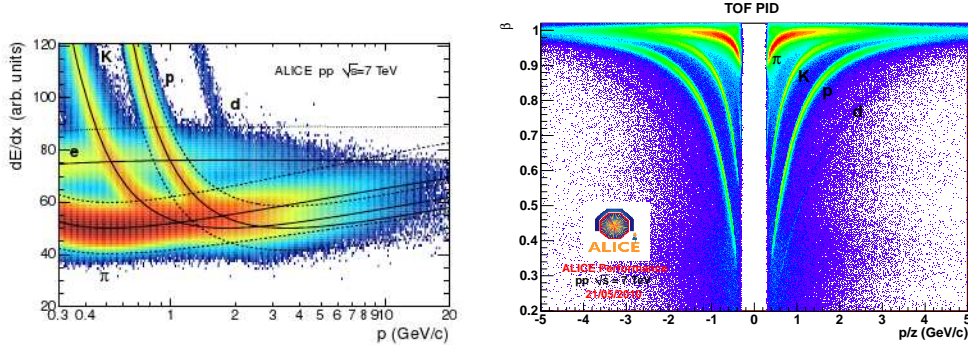 dE/dx (arb. units)
120
100
80
60
40
20
K
p
d
e
π
ALICE pp √s=7 TeV
0.3 0.4 1 2 3 4 5 6 7 8 910 20
p (GeV/c)
TOF PID
β
1
0.9
0.8
0.7
0.6
0.5
0.4
0.3
0.2
π
K
p
d
ALICE
ALICE Performance
pp √s = 7 TeV
21/05/2010
-5 -4 -3 -2 -1 0 1 2 3 4 5
p/z (GeV/c)